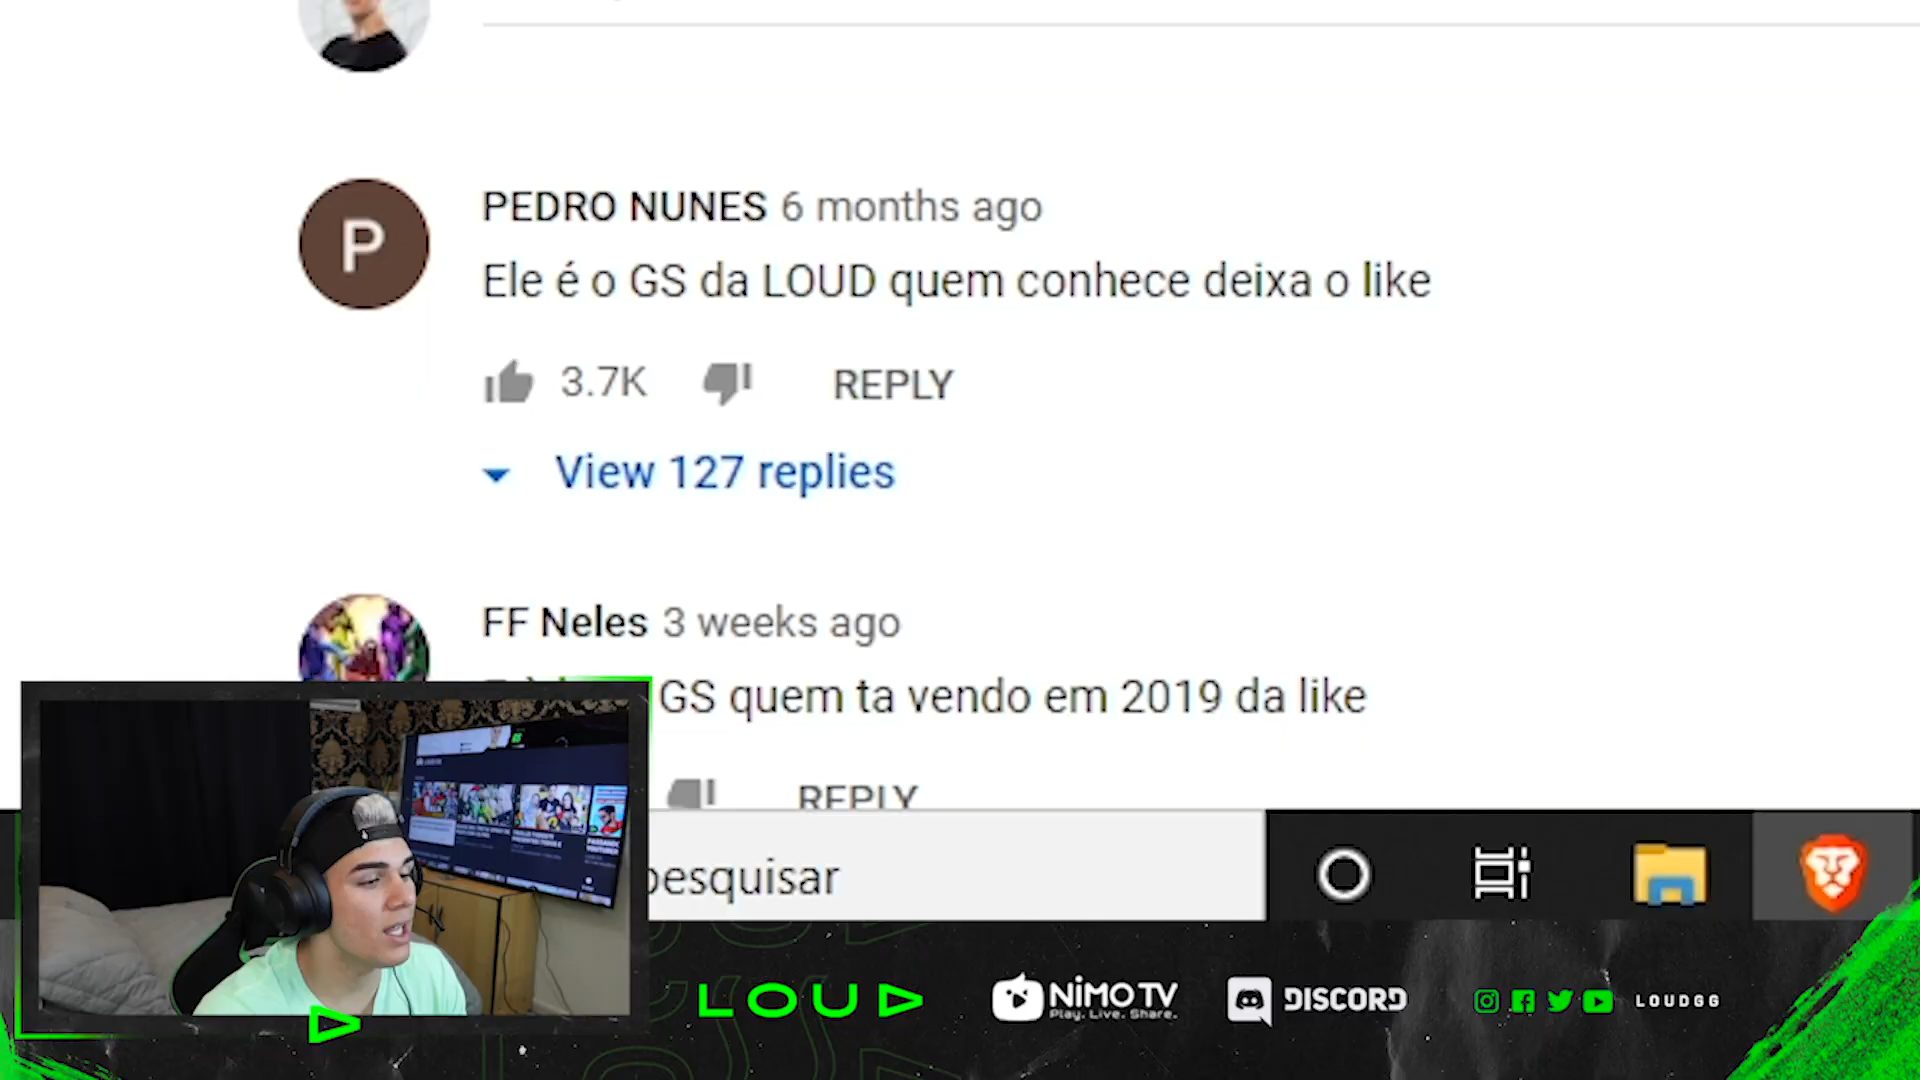 P
PEDRO NUNES 6 months ago
Ele é o GS da LOUD quem conhece deixa o like
3.7K REPLY
View 127 replies
FF Neles 3 weeks ago
GS quem ta vendo em 2019 da like
REPLY
pesquisar
LOUD
NIMO TV
Play. Live. Share.
DISCORD
LOUDGG